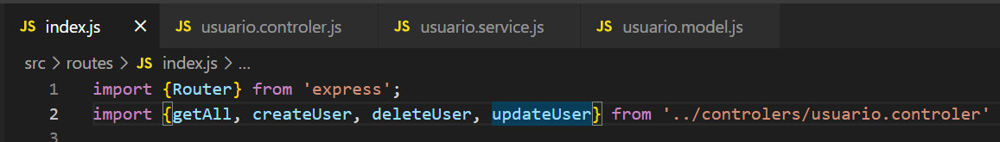 JS index.js × JS usuario.controler.js JS usuario.service.js JS usuario.model.js
src > routes > JS index.js > ...
1 import {Router} from 'express';
2 import {getAll, createUser, deleteUser, updateUser} from '../controlers/usuario.controler'
3